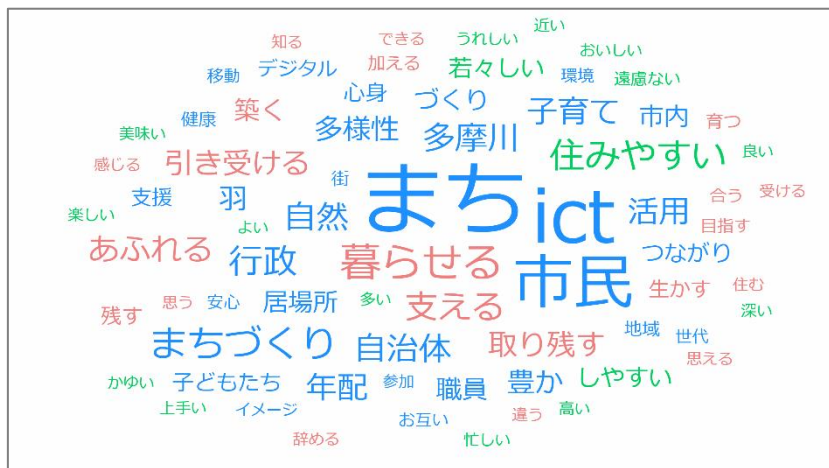 近い
知る できる うれしい おいしい
移動 デジタル 加える 若々しい 環境 遠慮ない
健康 築く 心身 づくり 子育て 市内 育つ
美味い 多様性 多摩川 住みやすい 良い
感じる 引き受ける 街 まち 合う 受ける
支援 羽 自然 ict 活用 目指す
楽しい よい
あふれる 行政 暮らせる 市民 つながり
残す 思う 安心 居場所 多い 支える 生かす 住む
深い
まちづくり 自治体 取り残す 地域 世代
思える
かゆい 子どもたち 年配 参加 職員 豊か しやすい
上手い イメージ お互い 違う 高い
辞める 忙しい